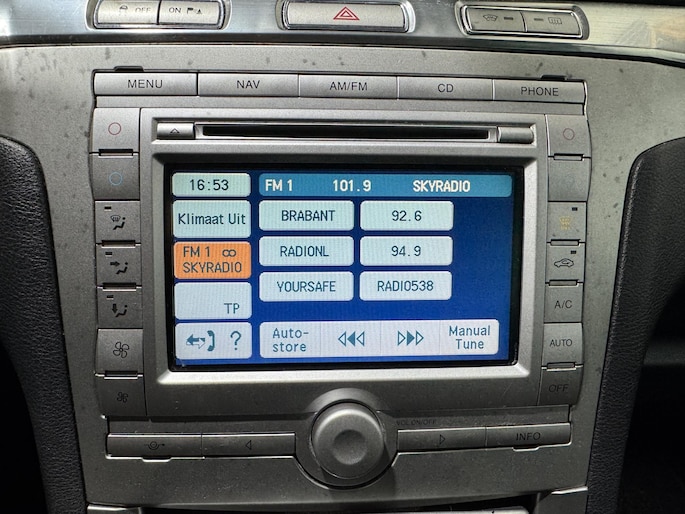 OFF ON
MENU NAV AM/FM CD PHONE
16:53 FM 1 101.9 SKYRADIO
Klimaat Uit BRABANT 92.6
FM 1 ∞ RADIONL 94.9
SKYRADIO
YOURSAFE RADIO538
TP
? Auto-
store
Manual
Tune
A/C
AUTO
OFF
INFO